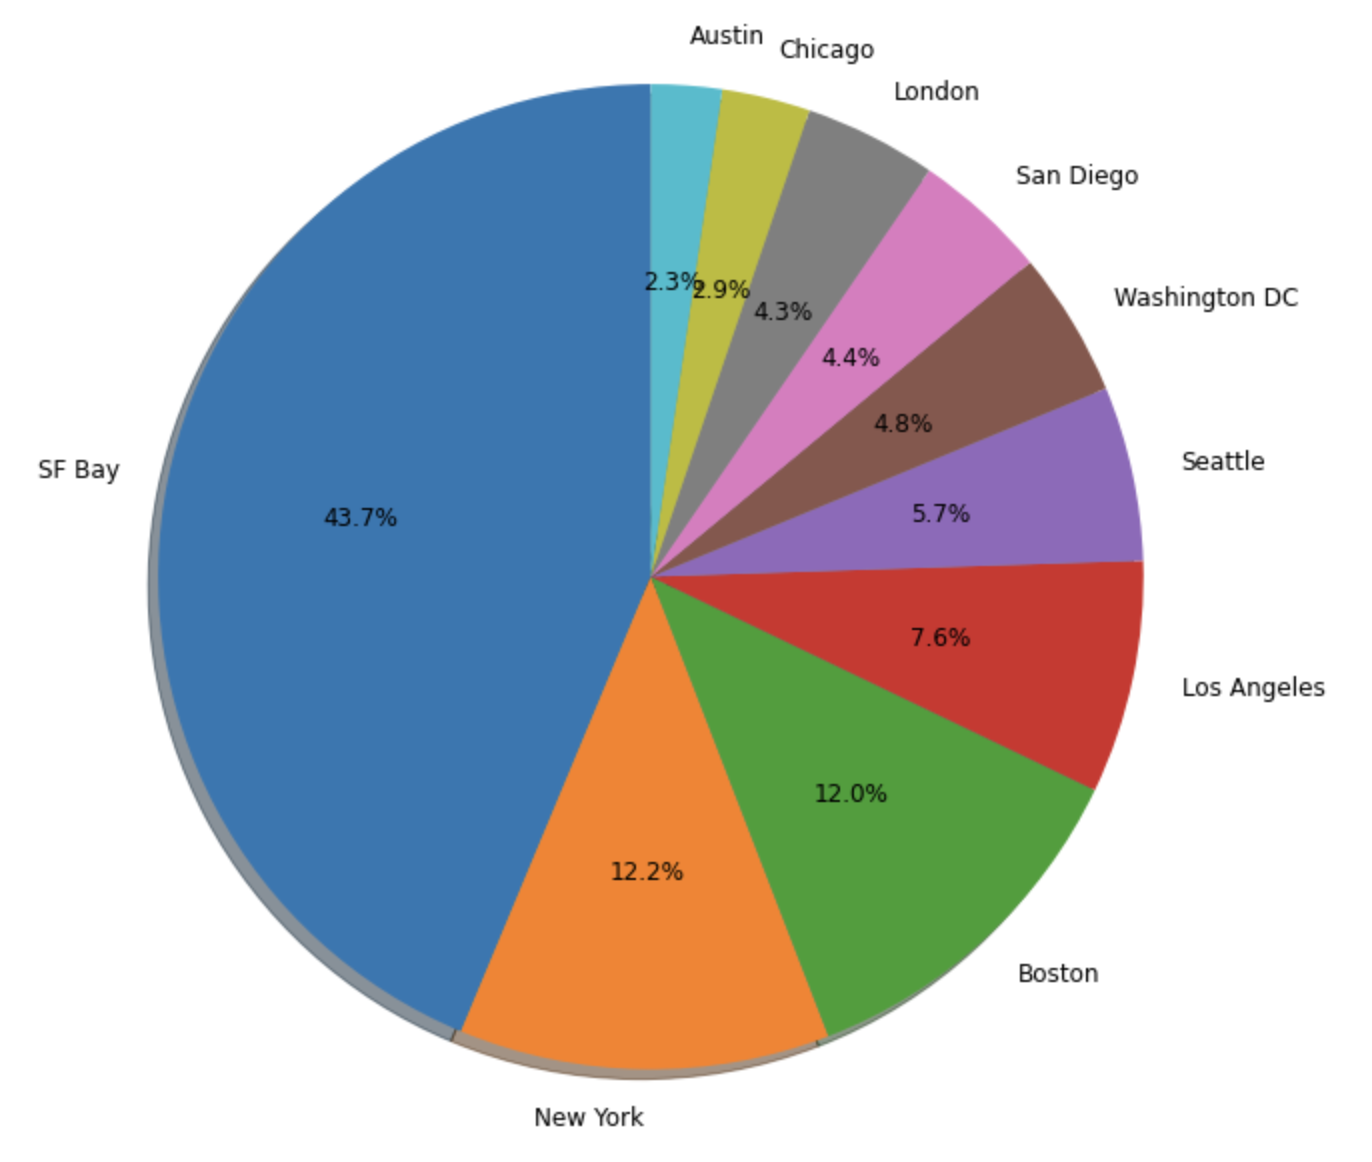 Austin
Chicago
London
San Diego
Washington DC
Seattle
Los Angeles
Boston
New York
SF Bay
2.3%
2.9%
4.3%
4.4%
4.8%
5.7%
7.6%
12.0%
12.2%
43.7%